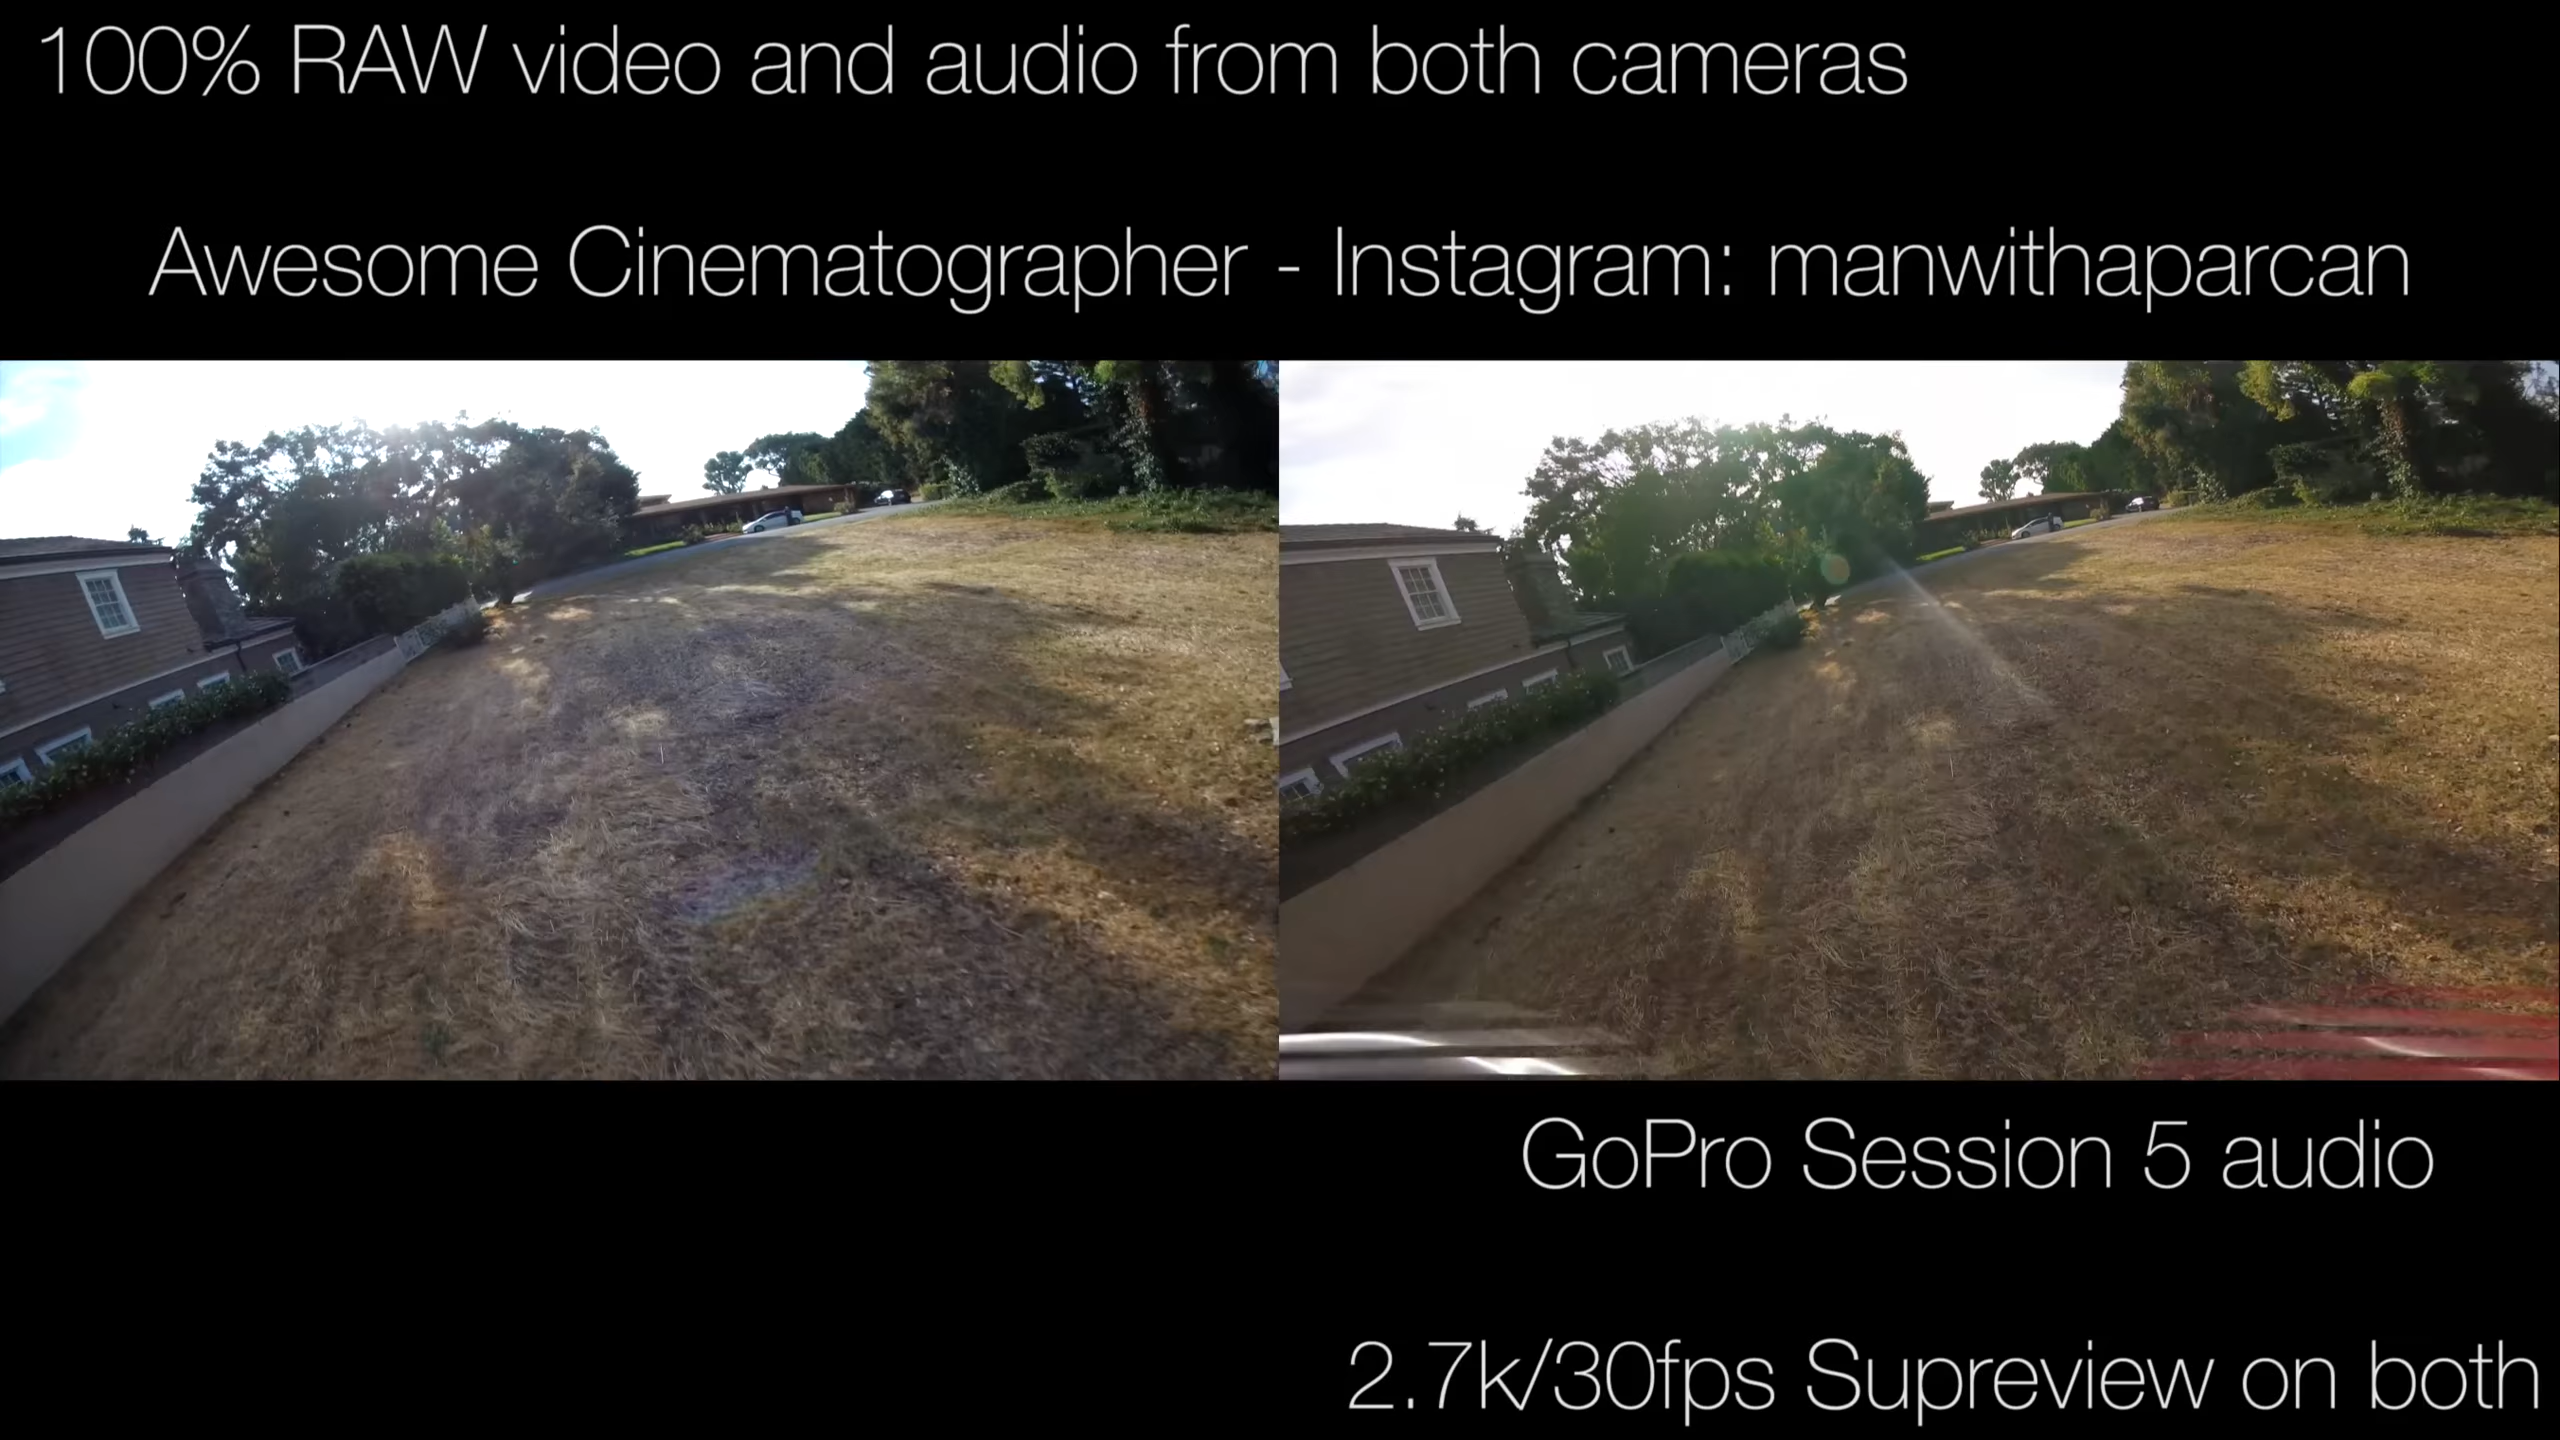 100% RAW video and audio from both cameras
Awesome Cinematographer - Instagram: manwithaparcan
GoPro Session 5 audio
2.7k/30fps Supreview on both